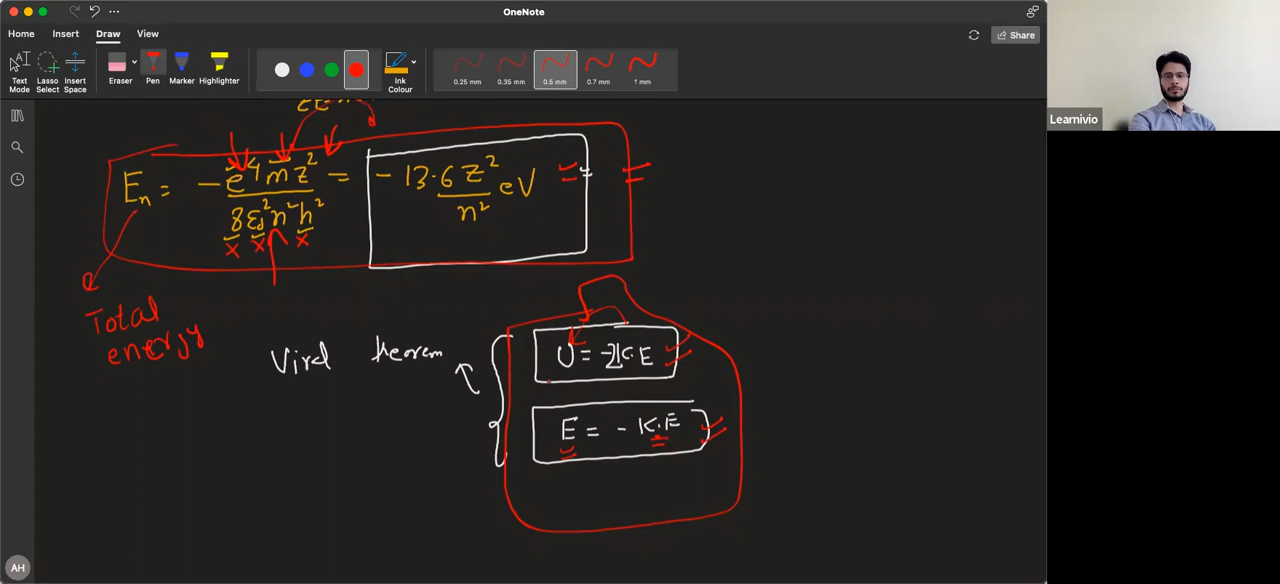 OneNote
Home Insert Draw View
Share
Text Mode
Lasso Select
Insert Space
Eraser
Pen
Marker
Highlighter
Ink Colour
0.25 mm
0.35 mm
0.5 mm
0.7 mm
1 mm
Learnivio
En = - e⁴mz² / 8ε₀²n²h² = - 13.6 z² / n² eV
x x x
Total
energy
Virl theorem
U = -2K.E
E = - K.E
AH